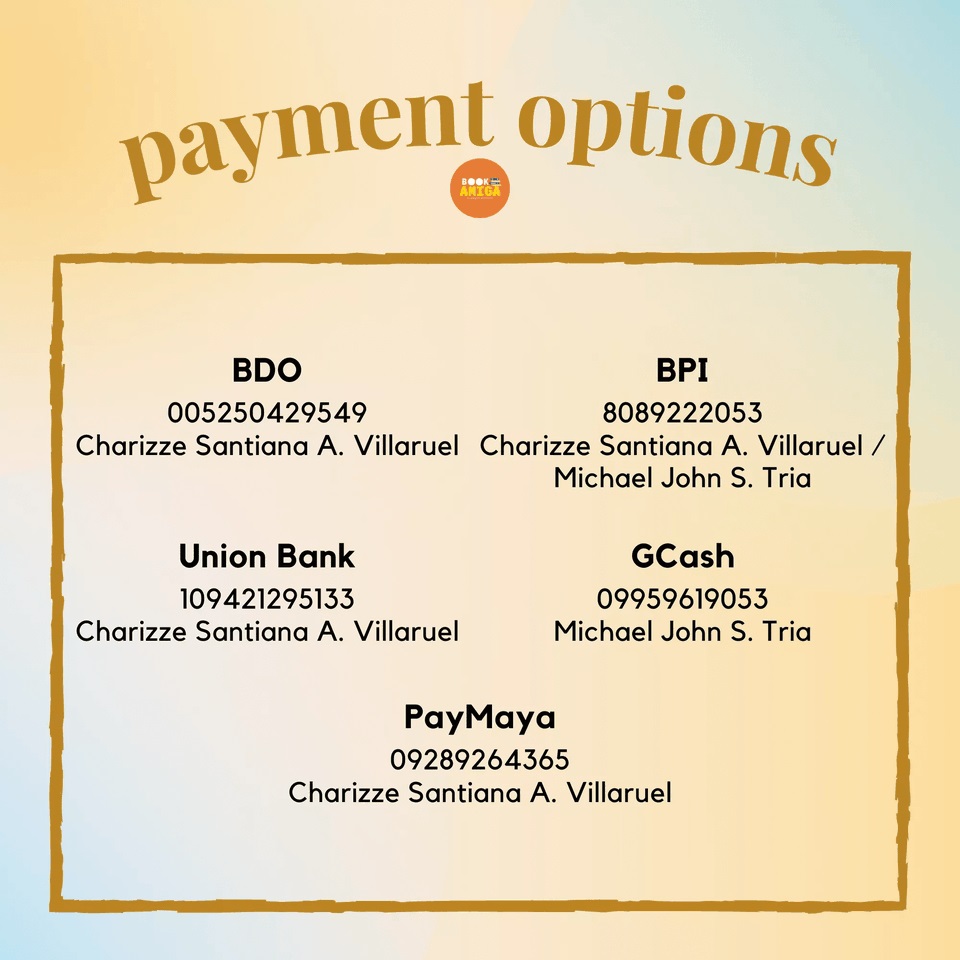 payment options
BOOK
AMIGA
BDO
005250429549
Charizze Santiana A. Villaruel
BPI
8089222053
Charizze Santiana A. Villaruel /
Michael John S. Tria
Union Bank
109421295133
Charizze Santiana A. Villaruel
GCash
09959619053
Michael John S. Tria
PayMaya
09289264365
Charizze Santiana A. Villaruel